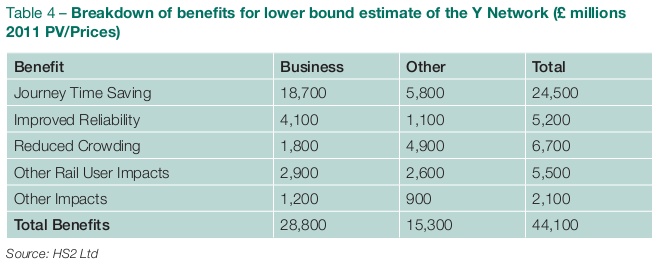 Table 4 – Breakdown of benefits for lower bound estimate of the Y Network (£ millions
2011 PV/Prices)
Benefit Business Other Total
Journey Time Saving 18,700 5,800 24,500
Improved Reliability 4,100 1,100 5,200
Reduced Crowding 1,800 4,900 6,700
Other Rail User Impacts 2,900 2,600 5,500
Other Impacts 1,200 900 2,100
Total Benefits 28,800 15,300 44,100
Source: HS2 Ltd